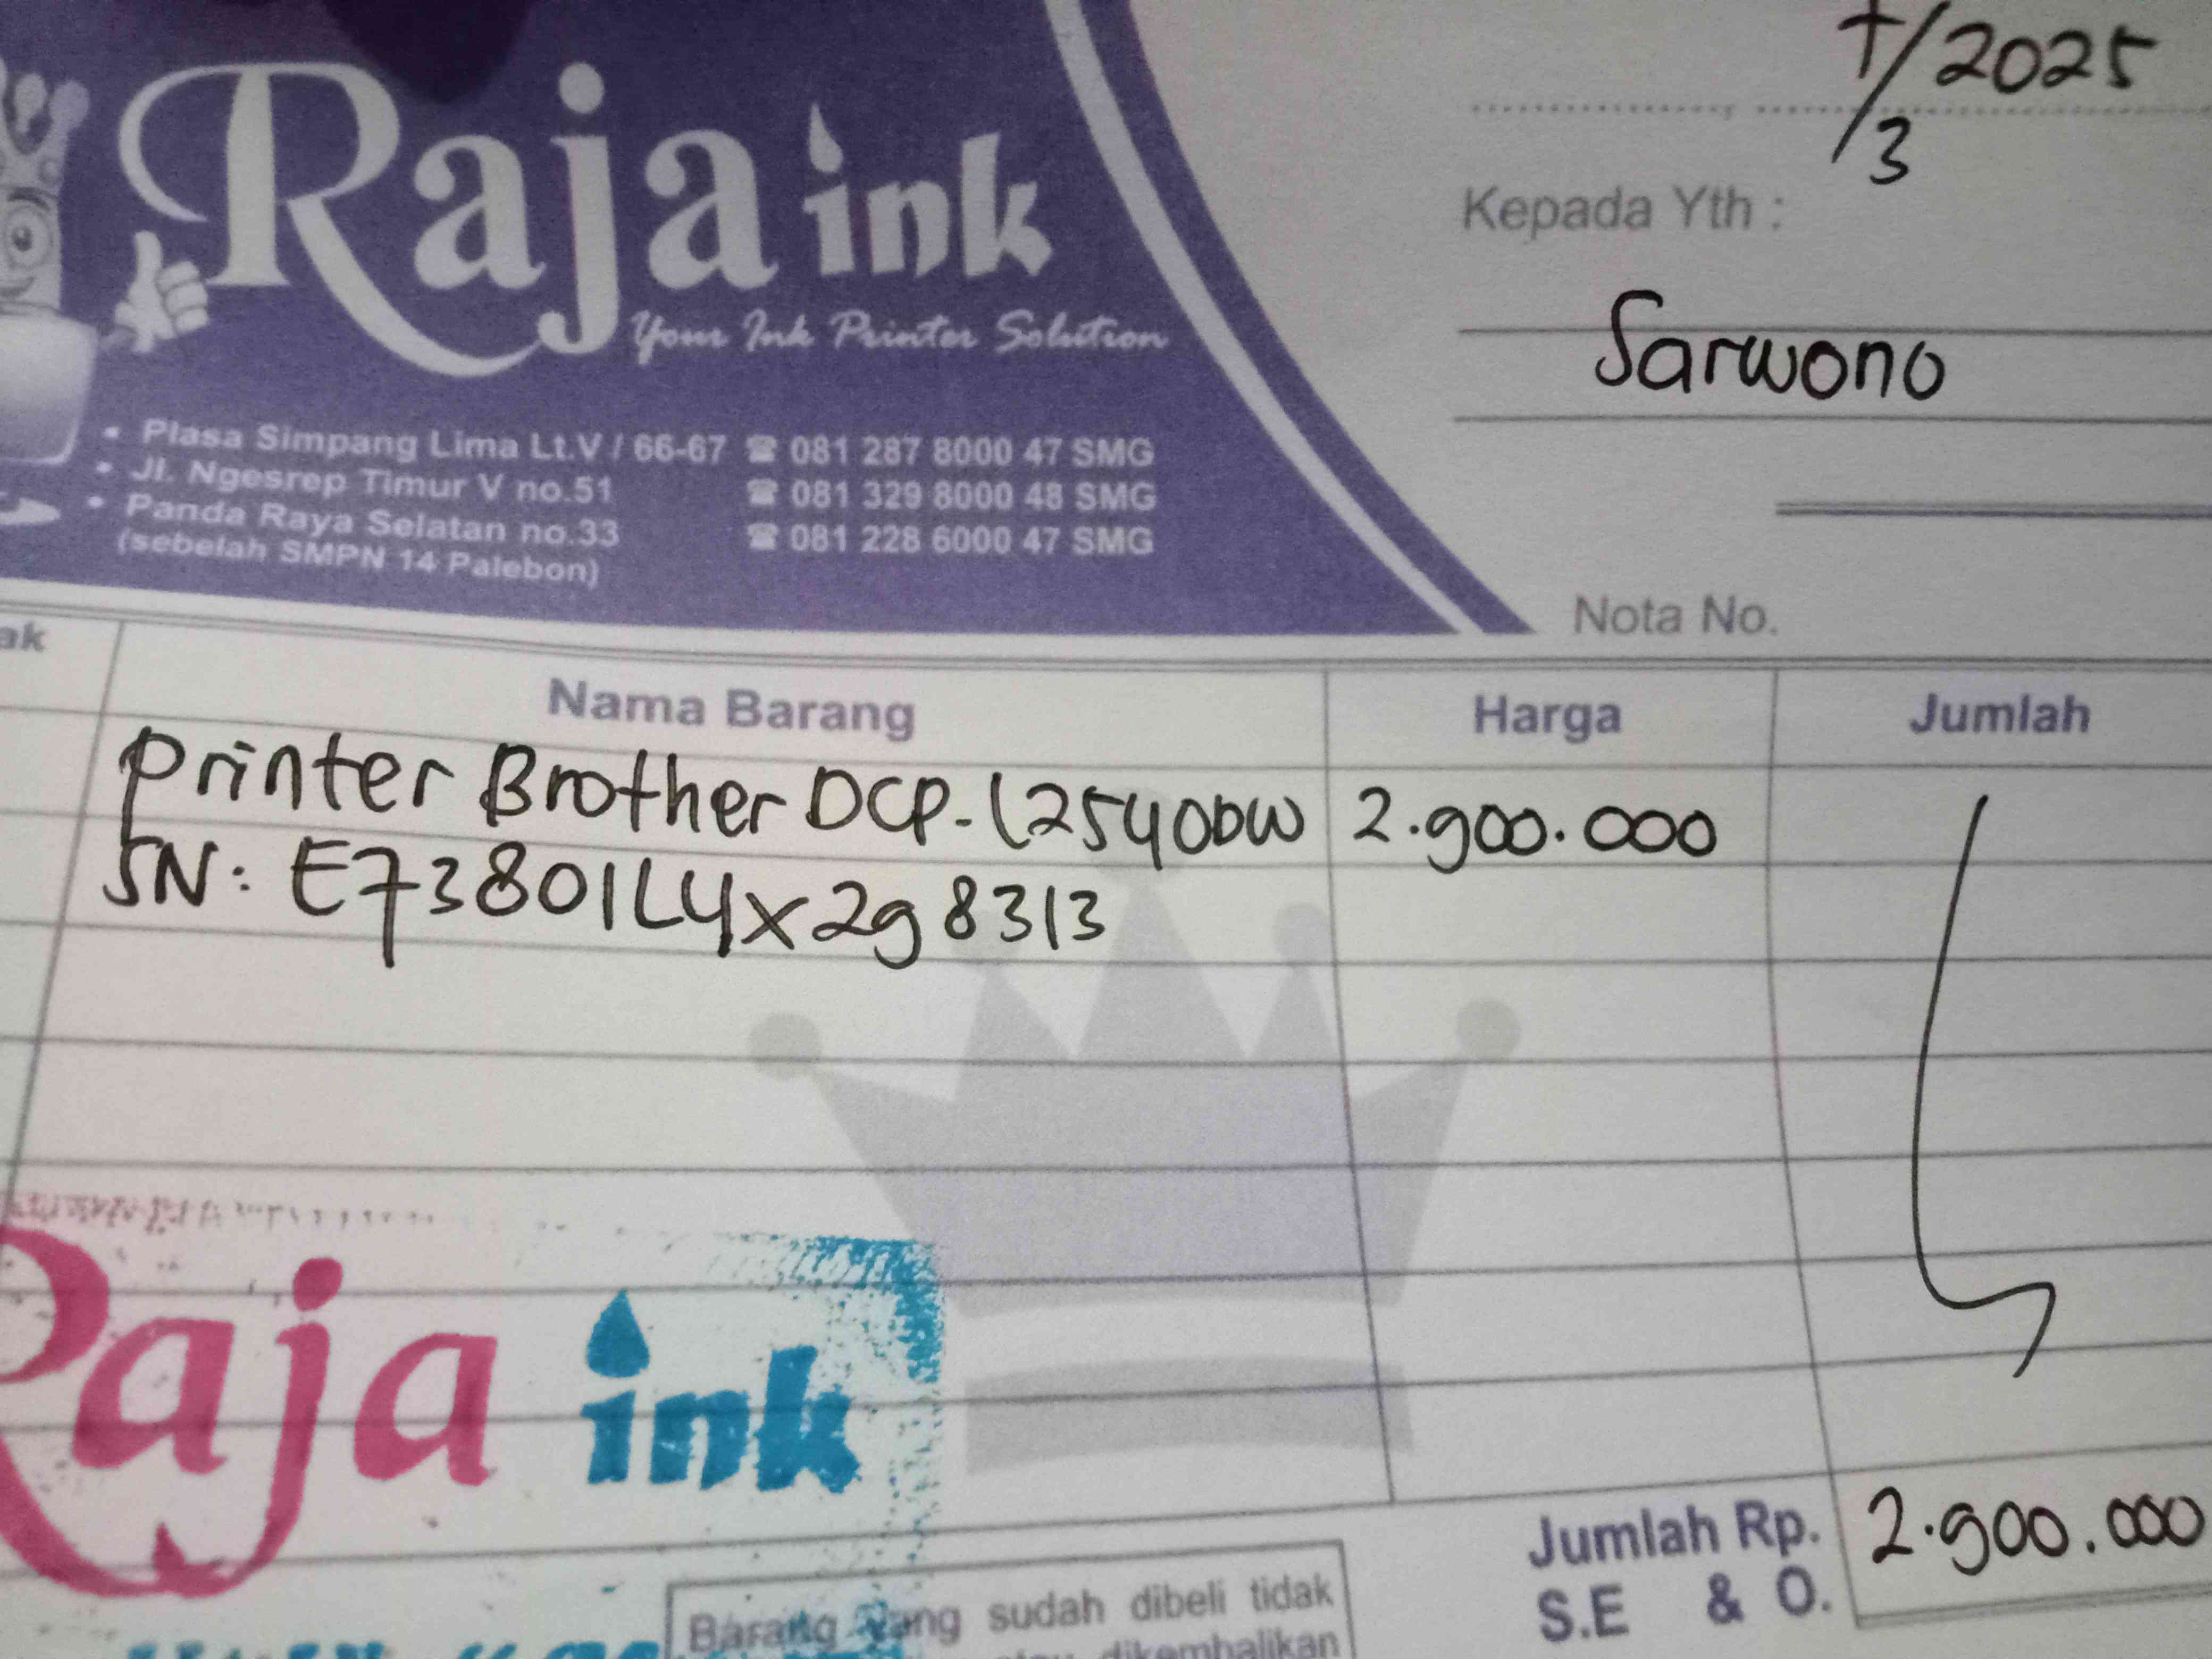 Raja ink
Your Ink Printer Solution
• Plasa Simpang Lima Lt.V / 66-67 ☎ 081 287 8000 47 SMG
• Jl. Ngesrep Timur V no.51 ☎ 081 329 8000 48 SMG
• Panda Raya Selatan no.33 ☎ 081 228 6000 47 SMG
(sebelah SMPN 14 Palebon)
7/3/2025
Kepada Yth :
Sarwono
Nota No.
ak Nama Barang Harga Jumlah
Printer Brother DCP-L2540DW 2.900.000
SN: E73801L4X2g8313
Raja ink
Jumlah Rp. 2.900.000
S.E & O.
Barang yang sudah dibeli tidak
dikembalikan